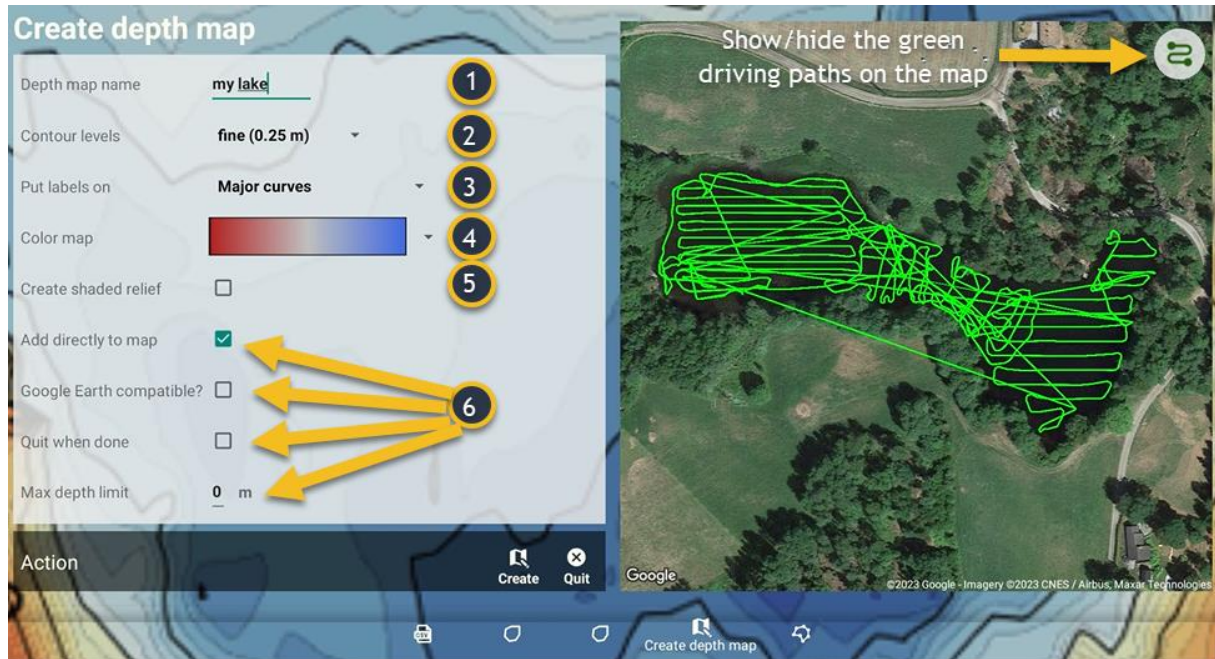 Create depth map
Depth map name
my lake
1
Contour levels
fine (0.25 m)
2
Put labels on
Major curves
3
Color map
4
Create shaded relief
5
Add directly to map
Google Earth compatible?
6
Quit when done
Max depth limit
0 m
Action
Create
Quit
Show/hide the green
driving paths on the map
Google
©2023 Google - Imagery ©2023 CNES / Airbus, Maxar Technologies
CSV
Create depth map